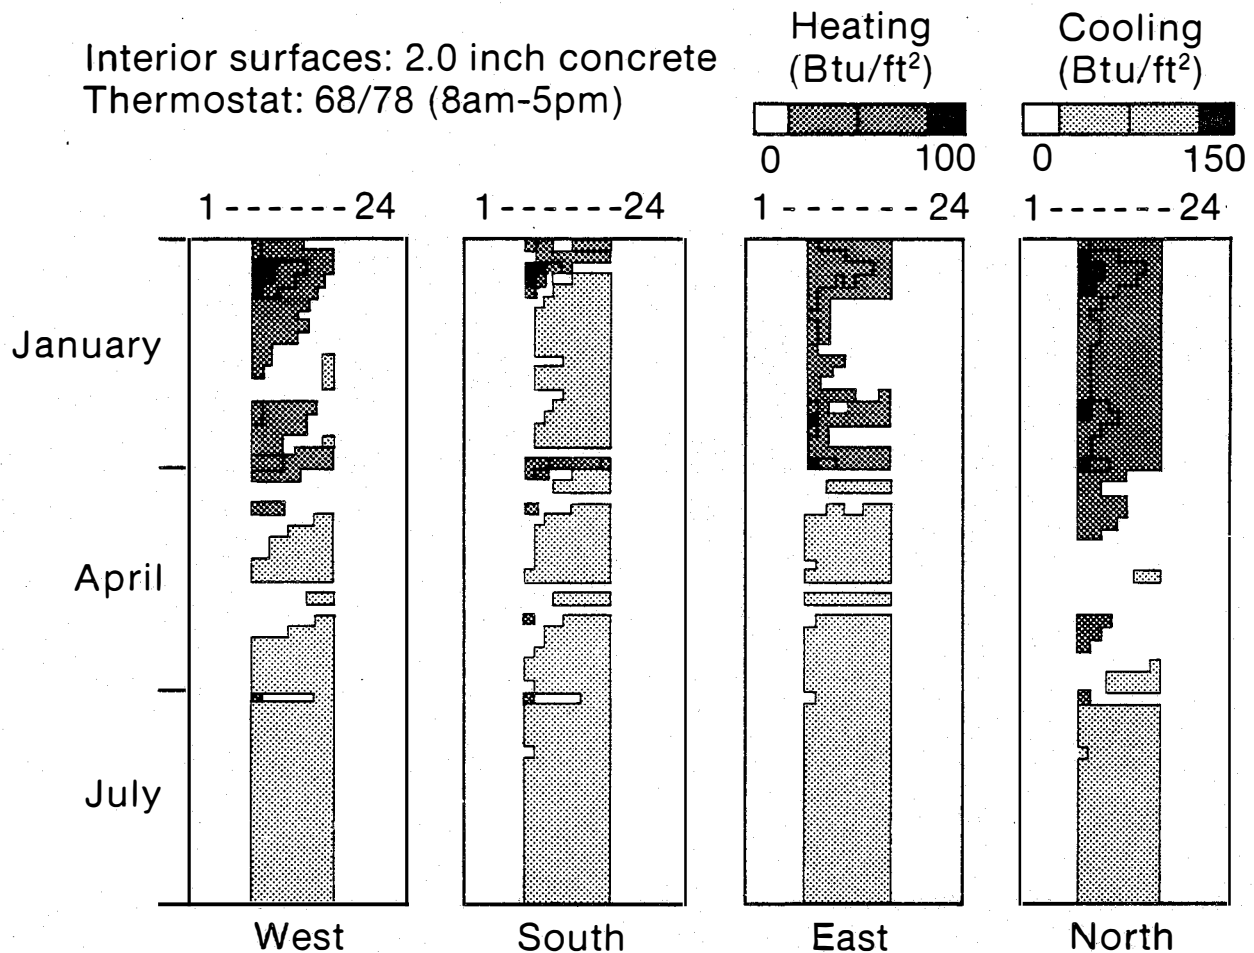 Interior surfaces: 2.0 inch concrete
Thermostat: 68/78 (8am-5pm)
Heating
(Btu/ft²)
0 100
Cooling
(Btu/ft²)
0 150
1 - - - - - - - 24
1 - - - - - - -24
1 - - - - - - - 24
1 - - - - - - - 24
January
April
July
West
South
East
North